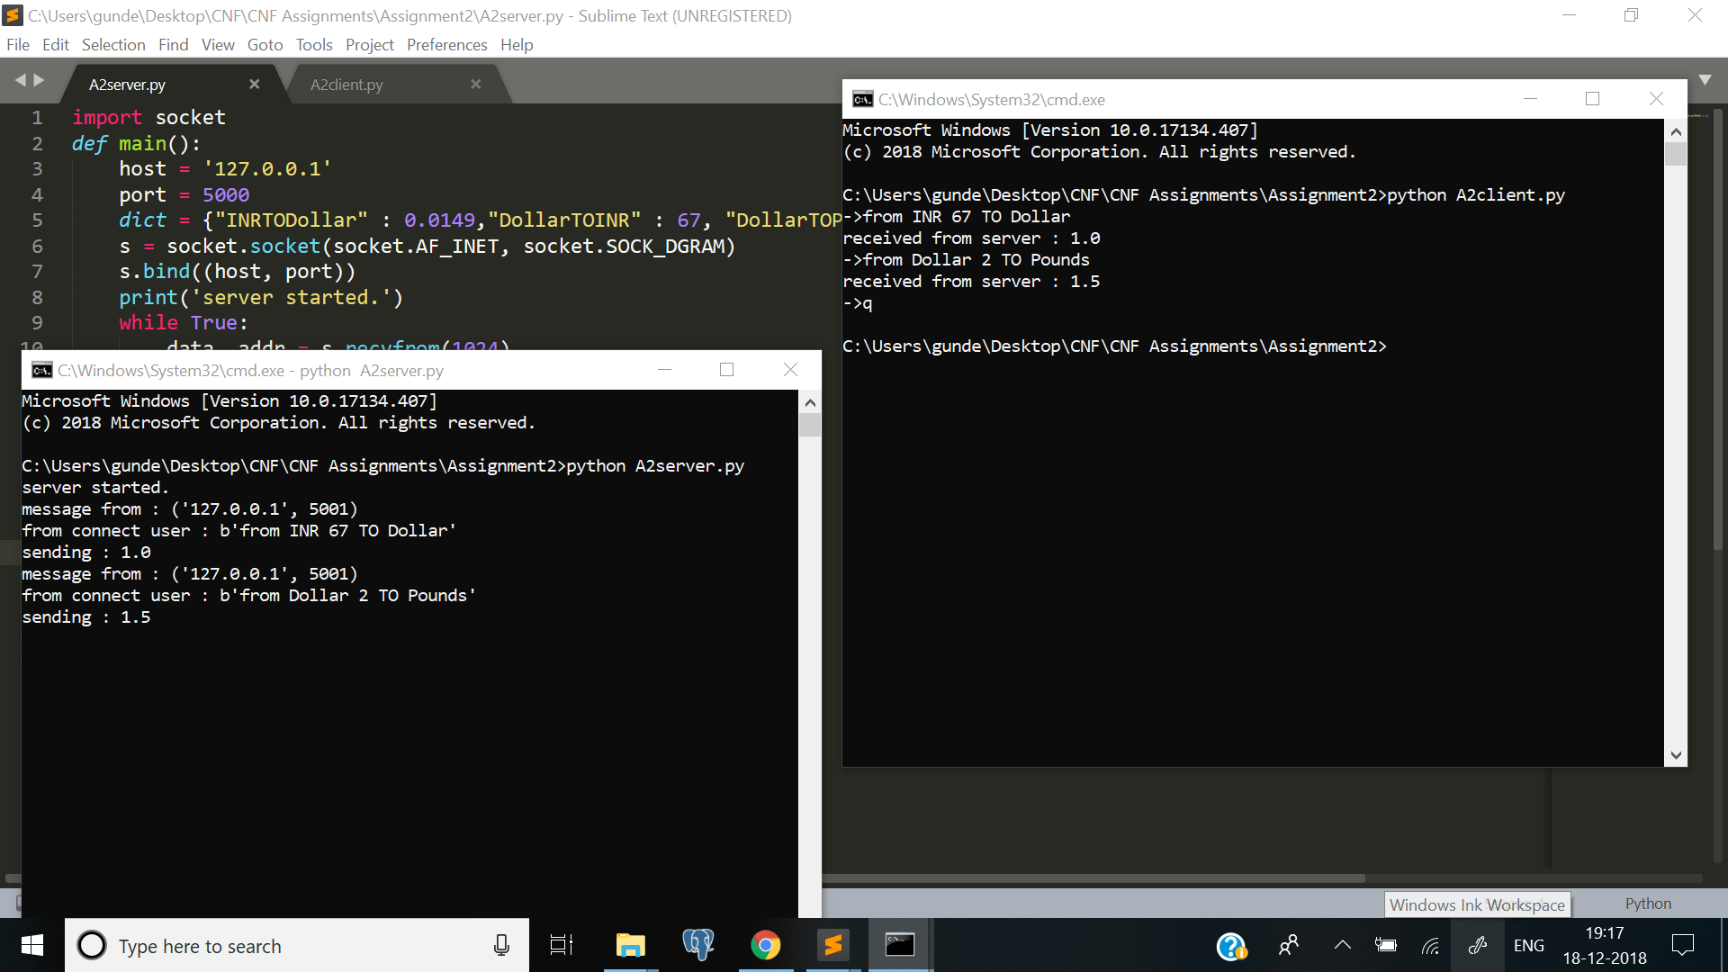 C:\Users\gunde\Desktop\CNF\CNF Assignments\Assignment2\A2server.py - Sublime Text (UNREGISTERED)
File Edit Selection Find View Goto Tools Project Preferences Help
A2server.py × A2client.py ×
1 import socket
2 def main():
3 host = '127.0.0.1'
4 port = 5000
5 dict = {"INRTODollar" : 0.0149,"DollarTOINR" : 67, "DollarTOP
6 s = socket.socket(socket.AF_INET, socket.SOCK_DGRAM)
7 s.bind((host, port))
8 print('server started.')
9 while True:
10 data, addr = s.recvfrom(1024)
C:\Windows\System32\cmd.exe
Microsoft Windows [Version 10.0.17134.407]
(c) 2018 Microsoft Corporation. All rights reserved.
C:\Users\gunde\Desktop\CNF\CNF Assignments\Assignment2>python A2client.py
->from INR 67 TO Dollar
received from server : 1.0
->from Dollar 2 TO Pounds
received from server : 1.5
->q
C:\Users\gunde\Desktop\CNF\CNF Assignments\Assignment2>
C:\Windows\System32\cmd.exe - python  A2server.py
Microsoft Windows [Version 10.0.17134.407]
(c) 2018 Microsoft Corporation. All rights reserved.
C:\Users\gunde\Desktop\CNF\CNF Assignments\Assignment2>python A2server.py
server started.
message from : ('127.0.0.1', 5001)
from connect user : b'from INR 67 TO Dollar'
sending : 1.0
message from : ('127.0.0.1', 5001)
from connect user : b'from Dollar 2 TO Pounds'
sending : 1.5
Windows Ink Workspace
Python
Type here to search
ENG
19:17
18-12-2018